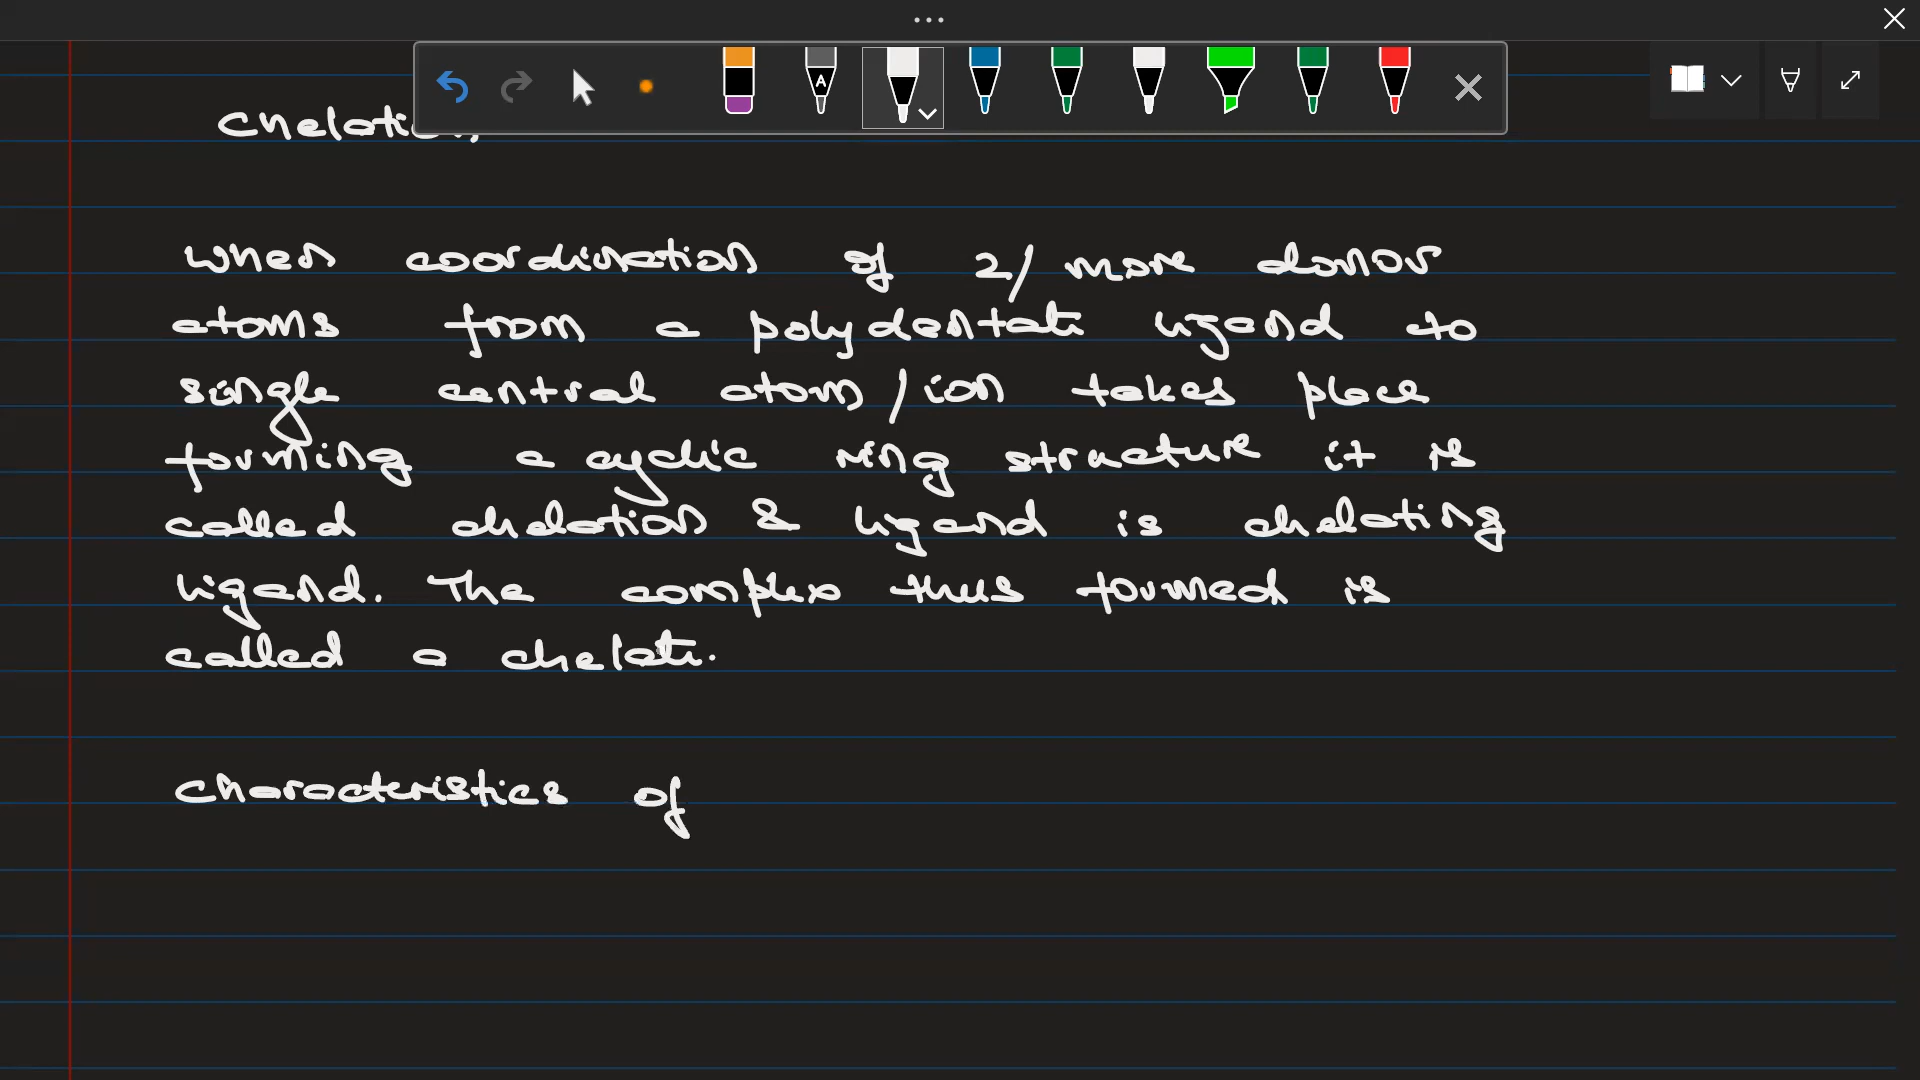 Chelation
When coordination of 2/ more donor
atoms from a polydentate ligand to
single central atom/ion takes place
forming a cyclic ring structure it is
called chelation & ligand is chelating
ligand. The complex thus formed is
called a chelate.
Characteristics of